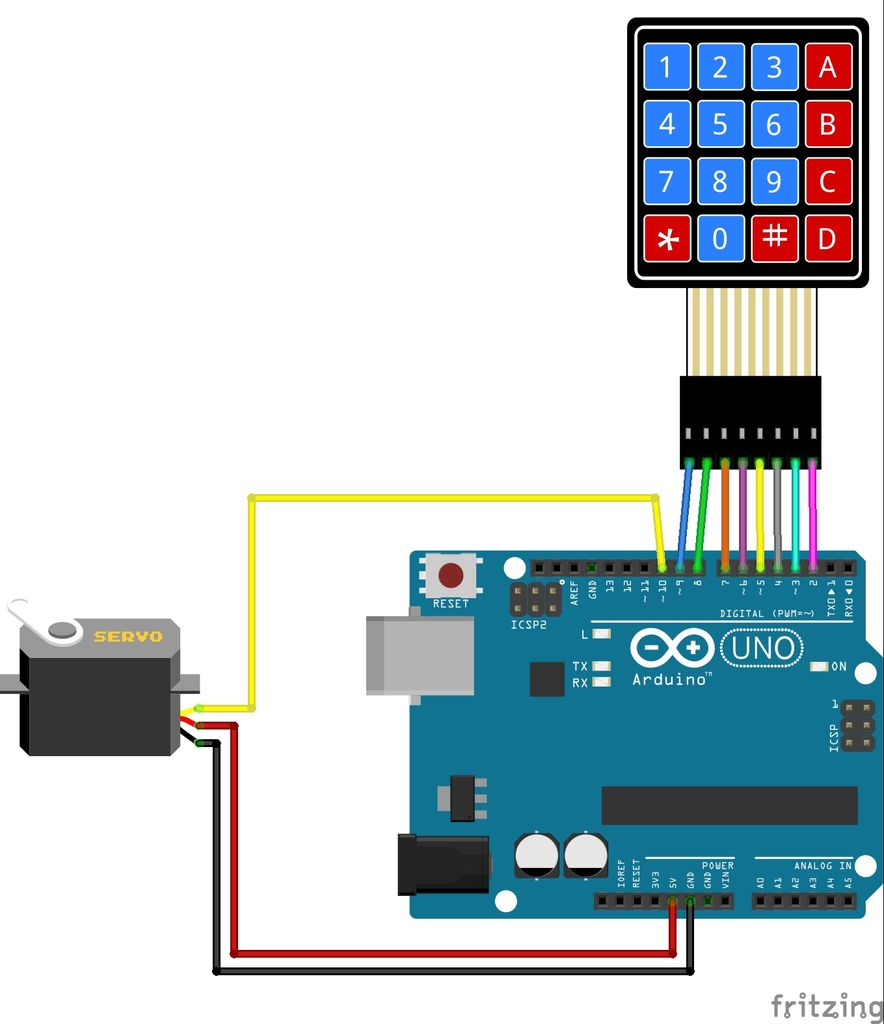 1 2 3 A
4 5 6 B
7 8 9 C
* 0 # D
RESET
ICSP2
AREF
GND
13
12
~11
~10
~9
8
7
~6
~5
4
~3
2
TX0▶1
RX0◀0
DIGITAL (PWM=~)
L
TX
RX
Arduino™
UNO
ON
1
ICSP
SERVO
POWER
ANALOG IN
IOREF
RESET
3V3
5V
GND
GND
VIN
A0
A1
A2
A3
A4
A5
fritzing